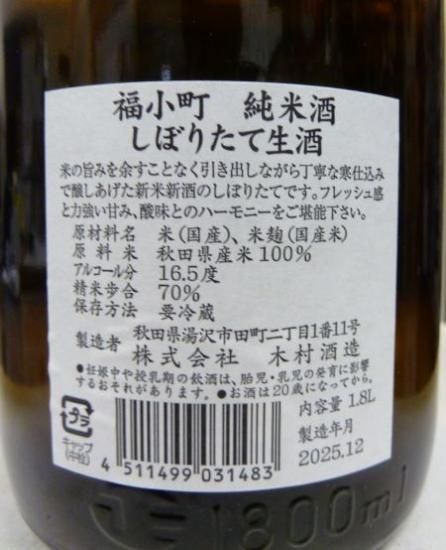 福小町 純米酒
しぼりたて生酒
米の旨みを余すことなく引き出しながら丁寧な寒仕込み
で醸しあげた新米新酒のしぼりたてです。フレッシュ感
と力強い甘み、酸味とのハーモニーをご堪能下さい。
原材料名 米(国産)、米麹(国産米)
原料米 秋田県産米100%
アルコール分 16.5度
精米歩合 70%
保存方法 要冷蔵
製造者 秋田県湯沢市田町二丁目1番11号
株式会社 木村酒造
●妊娠中や授乳期の飲酒は、胎児・乳児の発育に影響
するおそれがあります。●お酒は20歳になってから。
プラ
キャップ
(中栓)
4 511499 031483
内容量 1.8L
製造年月
2025.12
1800ml